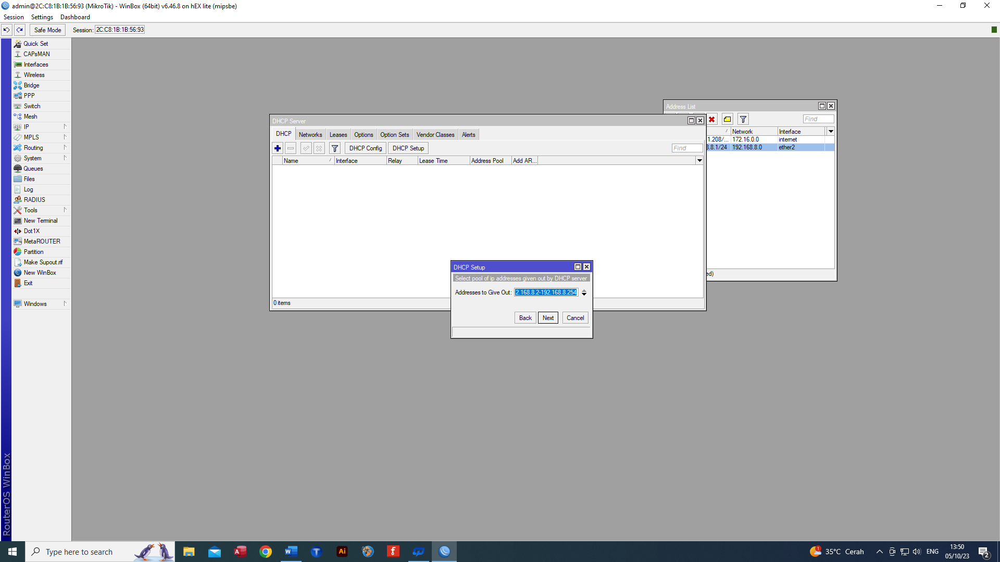 admin@2C:C8:1B:1B:56:93 (MikroTik) - WinBox (64bit) v6.46.8 on hEX lite (mipsbe)
Session Settings Dashboard
Safe Mode Session: 2C:C8:1B:1B:56:93
Quick Set
CAPsMAN
Interfaces
Wireless
Bridge
PPP
Switch
Mesh
IP
MPLS
Routing
System
Queues
Files
Log
RADIUS
Tools
New Terminal
Dot1X
MetaROUTER
Partition
Make Supout.rif
New WinBox
Exit
Windows
RouterOS WinBox
Address List
Find
Network Interface
1.208/... 172.16.0.0 internet
8.8.1/24 192.168.8.0 ether2
ed)
DHCP Server
DHCP Networks Leases Options Option Sets Vendor Classes Alerts
DHCP Config DHCP Setup Find
Name Interface Relay Lease Time Address Pool Add AR...
0 items
DHCP Setup
Select pool of ip addresses given out by DHCP server
Addresses to Give Out: 2.168.8.2-192.168.8.254
Back Next Cancel
Type here to search
1 35°C Cerah
ENG
13:50
05/10/23
2